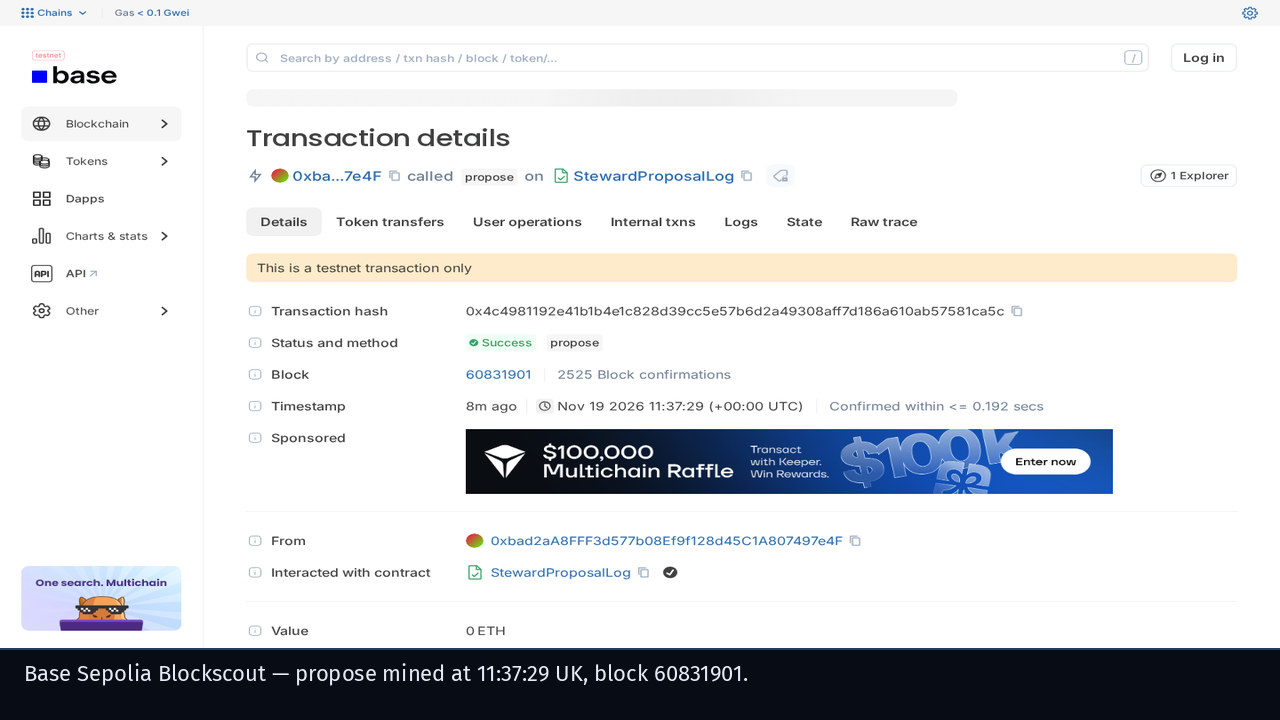 Chains
Gas < 0.1 Gwei
testnet
base
Search by address / txn hash / block / token/...
/
Log in
Blockchain
Tokens
Dapps
Charts & stats
API API ↗
Other
One search. Multichain
Transaction details
0xba...7e4F called propose on StewardProposalLog
1 Explorer
Details Token transfers User operations Internal txns Logs State Raw trace
This is a testnet transaction only
Transaction hash 0x4c4981192e41b1b4e1c828d39cc5e57b6d2a49308aff7d186a610ab57581ca5c
Status and method Success propose
Block 60831901 2525 Block confirmations
Timestamp 8m ago Nov 19 2026 11:37:29 (+00:00 UTC) Confirmed within <= 0.192 secs
Sponsored
$100,000
Multichain Raffle
Transact
with Keeper.
Win Rewards.
$100k
Enter now
From 0xbad2aA8FFF3d577b08Ef9f128d45C1A807497e4F
Interacted with contract StewardProposalLog
Value 0 ETH
Base Sepolia Blockscout — propose mined at 11:37:29 UK, block 60831901.